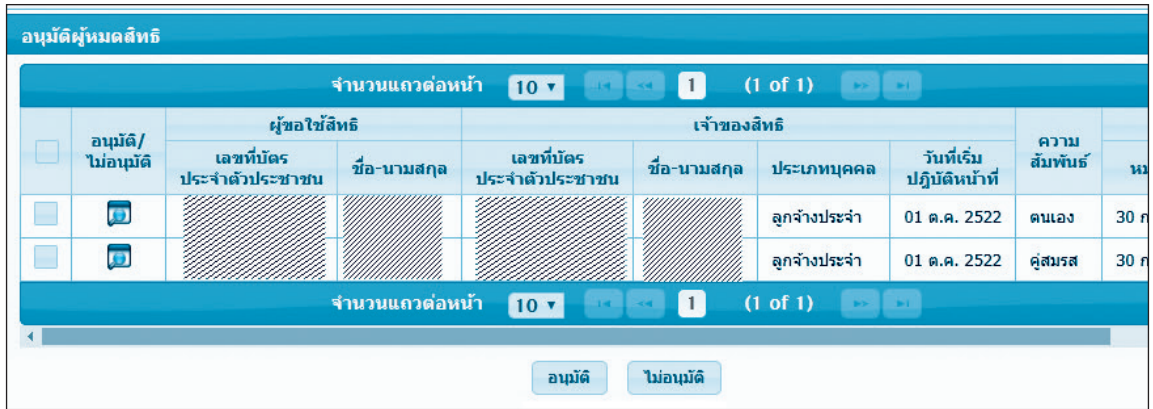 อนุมัติผู้หมดสิทธิ
จำนวนแถวต่อหน้า 10 1 (1 of 1)
ผู้ขอใช้สิทธิ เจ้าของสิทธิ
อนุมัติ/
ไม่อนุมัติ
ความ
สัมพันธ์
เลขที่บัตร
ประจำตัวประชาชน
ชื่อ-นามสกุล
เลขที่บัตร
ประจำตัวประชาชน
ชื่อ-นามสกุล
ประเภทบุคคล
วันที่เริ่ม
ปฏิบัติหน้าที่
ลูกจ้างประจำ 01 ต.ค. 2522 ตนเอง 30 ก
ลูกจ้างประจำ 01 ต.ค. 2522 คู่สมรส 30 ก
จำนวนแถวต่อหน้า 10 1 (1 of 1)
อนุมัติ ไม่อนุมัติ